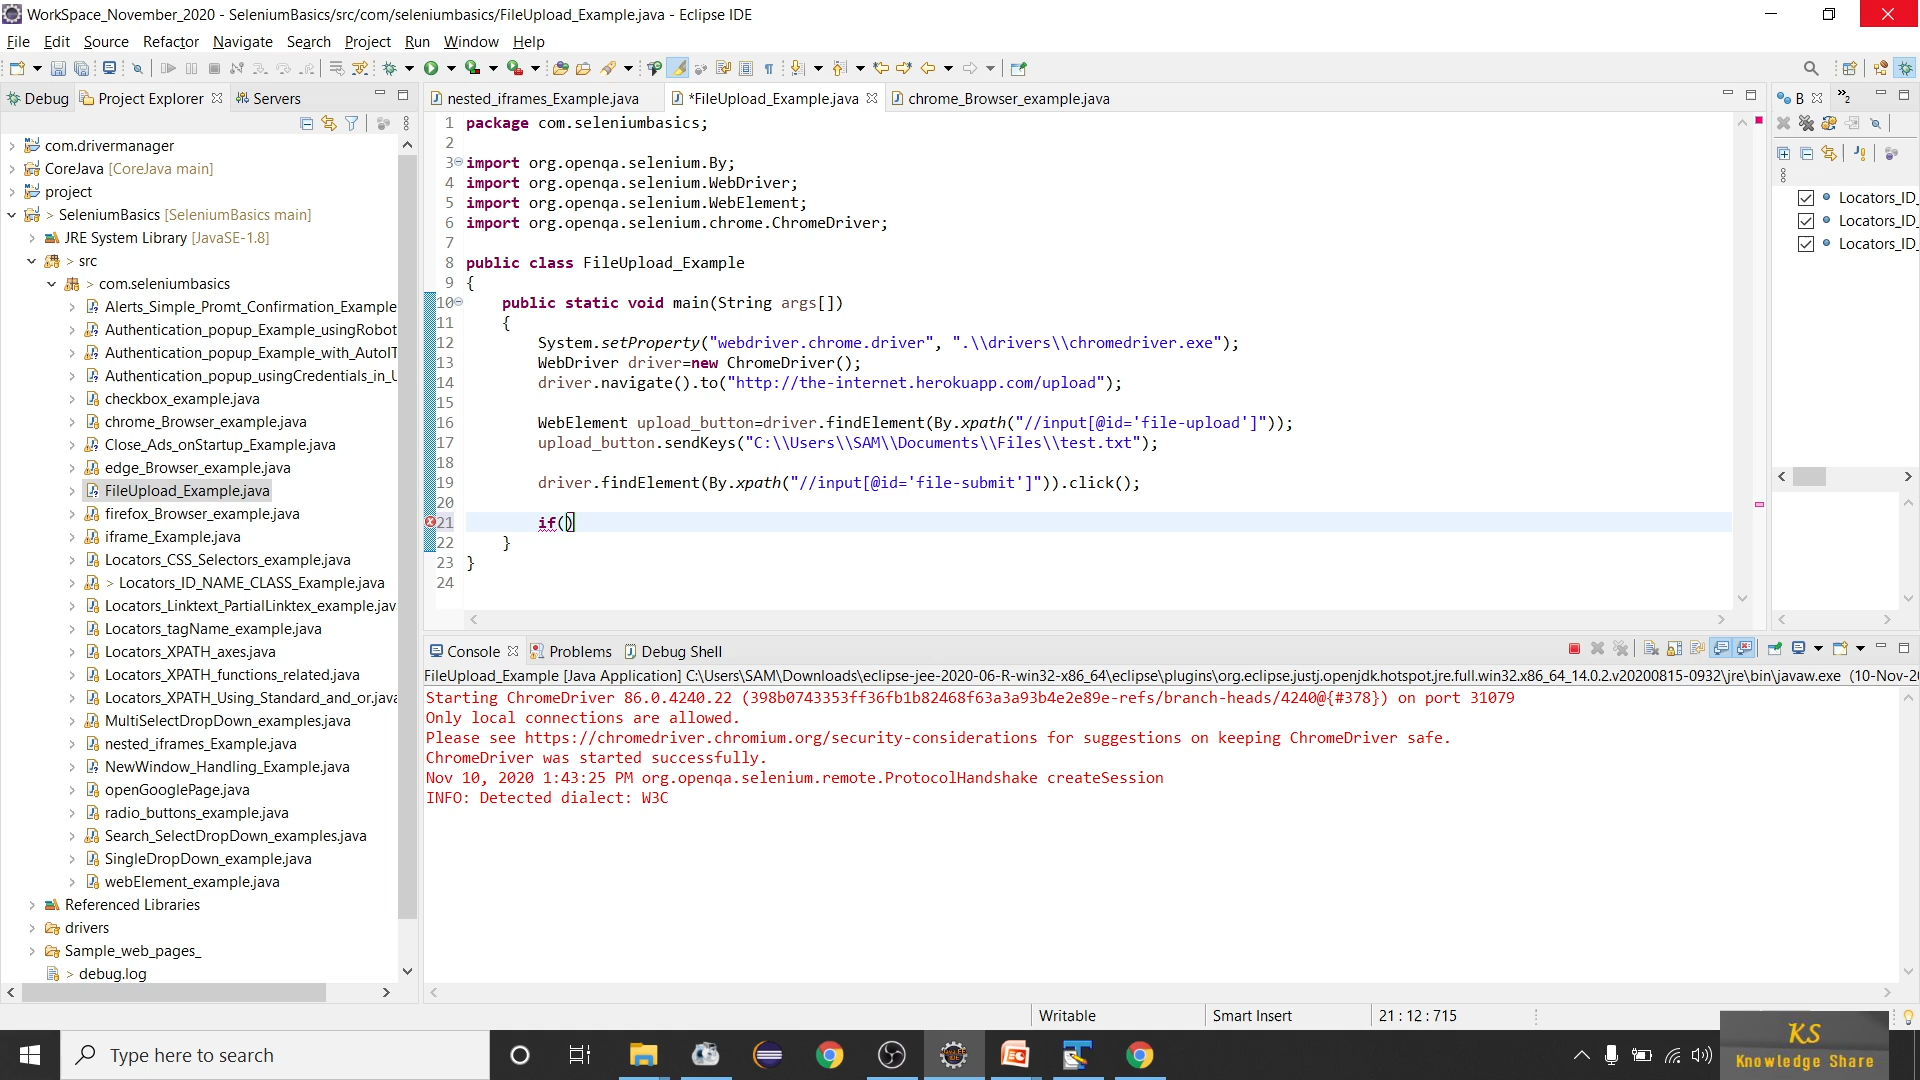 WorkSpace_November_2020 - SeleniumBasics/src/com/seleniumbasics/FileUpload_Example.java - Eclipse IDE
File Edit Source Refactor Navigate Search Project Run Window Help
Debug Project Explorer Servers
nested_iframes_Example.java *FileUpload_Example.java chrome_Browser_example.java
B »2
com.drivermanager
CoreJava [CoreJava main]
project
> SeleniumBasics [SeleniumBasics main]
JRE System Library [JavaSE-1.8]
> src
> com.seleniumbasics
Alerts_Simple_Promt_Confirmation_Example
Authentication_popup_Example_usingRobot
Authentication_popup_Example_with_AutoIT
Authentication_popup_usingCredentials_in_U
checkbox_example.java
chrome_Browser_example.java
Close_Ads_onStartup_Example.java
edge_Browser_example.java
FileUpload_Example.java
firefox_Browser_example.java
iframe_Example.java
Locators_CSS_Selectors_example.java
> Locators_ID_NAME_CLASS_Example.java
Locators_Linktext_PartialLinktex_example.jav
Locators_tagName_example.java
Locators_XPATH_axes.java
Locators_XPATH_functions_related.java
Locators_XPATH_Using_Standard_and_or.java
MultiSelectDropDown_examples.java
nested_iframes_Example.java
NewWindow_Handling_Example.java
openGooglePage.java
radio_buttons_example.java
Search_SelectDropDown_examples.java
SingleDropDown_example.java
webElement_example.java
Referenced Libraries
drivers
Sample_web_pages_
> debug.log
1 package com.seleniumbasics;
2
3 import org.openqa.selenium.By;
4 import org.openqa.selenium.WebDriver;
5 import org.openqa.selenium.WebElement;
6 import org.openqa.selenium.chrome.ChromeDriver;
7
8 public class FileUpload_Example
9 {
10 public static void main(String args[])
11 {
12 System.setProperty("webdriver.chrome.driver", ".\\drivers\\chromedriver.exe");
13 WebDriver driver=new ChromeDriver();
14 driver.navigate().to("http://the-internet.herokuapp.com/upload");
15
16 WebElement upload_button=driver.findElement(By.xpath("//input[@id='file-upload']"));
17 upload_button.sendKeys("C:\\Users\\SAM\\Documents\\Files\\test.txt");
18
19 driver.findElement(By.xpath("//input[@id='file-submit']")).click();
20
21 if()
22 }
23 }
24
Locators_ID_
Locators_ID_
Locators_ID_
Console Problems Debug Shell
FileUpload_Example [Java Application] C:\Users\SAM\Downloads\eclipse-jee-2020-06-R-win32-x86_64\eclipse\plugins\org.eclipse.justj.openjdk.hotspot.jre.full.win32.x86_64_14.0.2.v20200815-0932\jre\bin\javaw.exe (10-Nov-20
Starting ChromeDriver 86.0.4240.22 (398b0743353ff36fb1b82468f63a3a93b4e2e89e-refs/branch-heads/4240@{#378}) on port 31079
Only local connections are allowed.
Please see https://chromedriver.chromium.org/security-considerations for suggestions on keeping ChromeDriver safe.
ChromeDriver was started successfully.
Nov 10, 2020 1:43:25 PM org.openqa.selenium.remote.ProtocolHandshake createSession
INFO: Detected dialect: W3C
Writable Smart Insert 21 : 12 : 715
Type here to search
KS
Knowledge Share